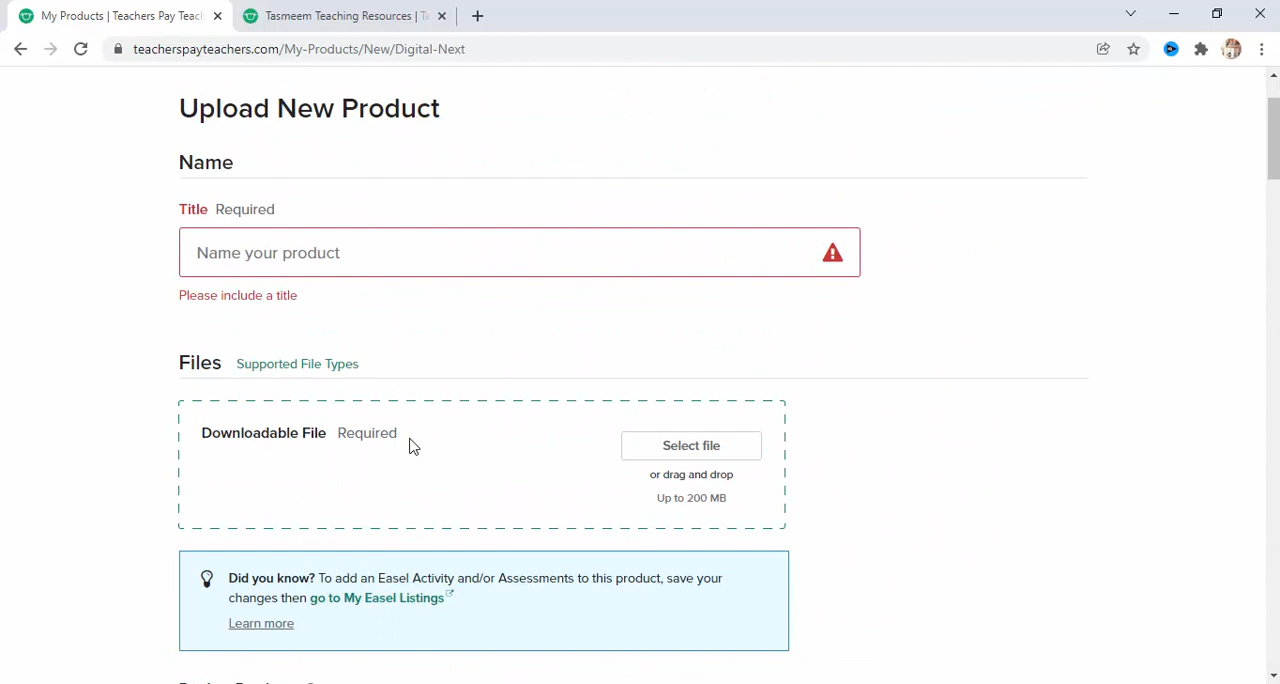 My Products | Teachers Pay Teac
Tasmeem Teaching Resources | Te
teacherspayteachers.com/My-Products/New/Digital-Next
Upload New Product
Name
Title Required
Name your product
Please include a title
Files Supported File Types
Downloadable File Required
Select file
or drag and drop
Up to 200 MB
Did you know? To add an Easel Activity and/or Assessments to this product, save your
changes then go to My Easel Listings
Learn more